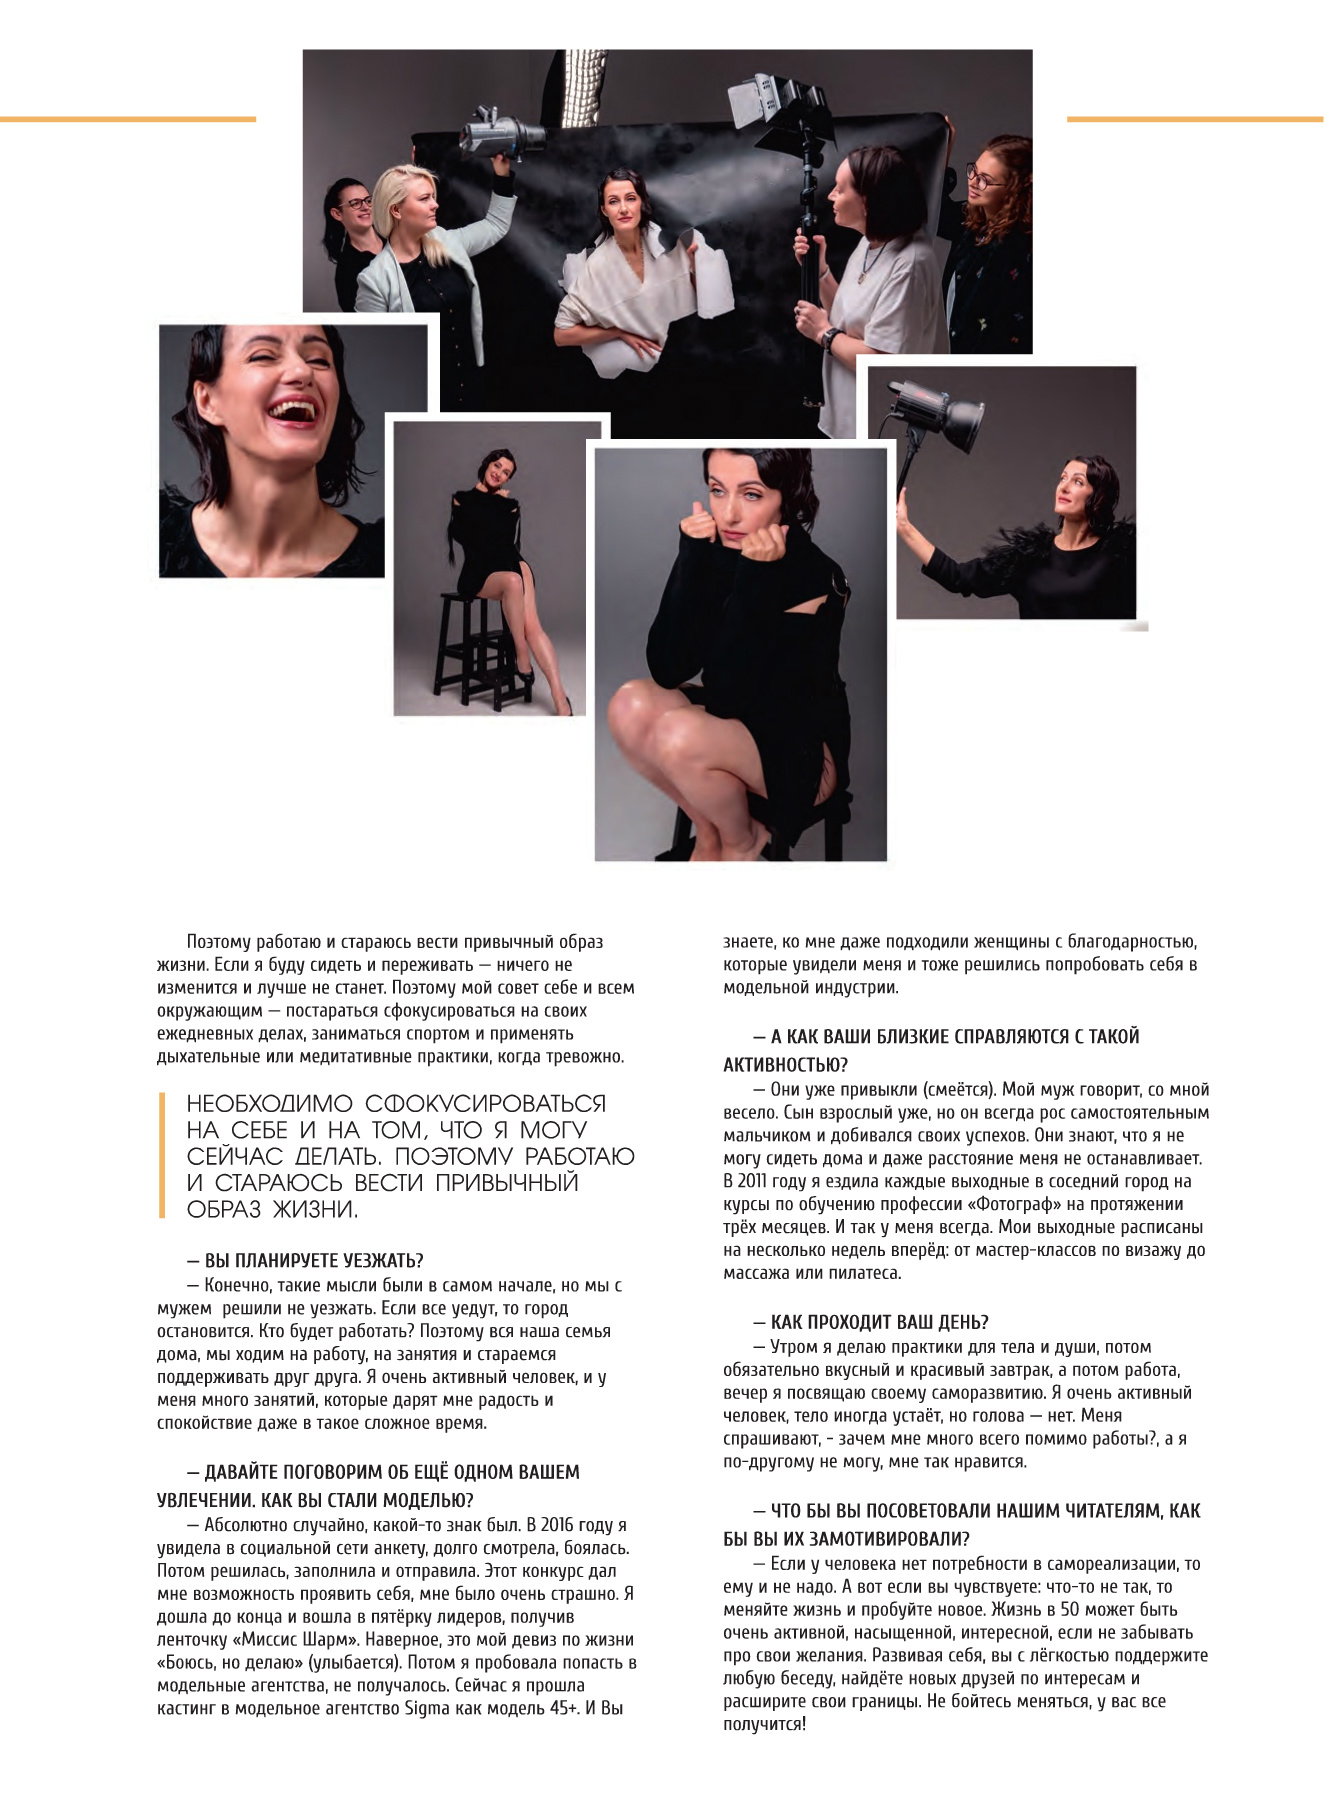 Поэтому работаю и стараюсь вести привычный образ
жизни. Если я буду сидеть и переживать — ничего не
изменится и лучше не станет. Поэтому мой совет себе и всем
окружающим — постараться сфокусироваться на своих
ежедневных делах, заниматься спортом и применять
дыхательные или медитативные практики, когда тревожно.
НЕОБХОДИМО СФОКУСИРОВАТЬСЯ
НА СЕБЕ И НА ТОМ, ЧТО Я МОГУ
СЕЙЧАС ДЕЛАТЬ. ПОЭТОМУ РАБОТАЮ
И СТАРАЮСЬ ВЕСТИ ПРИВЫЧНЫЙ
ОБРАЗ ЖИЗНИ.
— ВЫ ПЛАНИРУЕТЕ УЕЗЖАТЬ?
— Конечно, такие мысли были в самом начале, но мы с
мужем решили не уезжать. Если все уедут, то город
остановится. Кто будет работать? Поэтому вся наша семья
дома, мы ходим на работу, на занятия и стараемся
поддерживать друг друга. Я очень активный человек, и у
меня много занятий, которые дарят мне радость и
спокойствие даже в такое сложное время.
— ДАВАЙТЕ ПОГОВОРИМ ОБ ЕЩЁ ОДНОМ ВАШЕМ
УВЛЕЧЕНИИ. КАК ВЫ СТАЛИ МОДЕЛЬЮ?
— Абсолютно случайно, какой-то знак был. В 2016 году я
увидела в социальной сети анкету, долго смотрела, боялась.
Потом решилась, заполнила и отправила. Этот конкурс дал
мне возможность проявить себя, мне было очень страшно. Я
дошла до конца и вошла в пятёрку лидеров, получив
ленточку «Миссис Шарм». Наверное, это мой девиз по жизни
«Боюсь, но делаю» (улыбается). Потом я пробовала попасть в
модельные агентства, не получалось. Сейчас я прошла
кастинг в модельное агентство Sigma как модель 45+. И Вы
знаете, ко мне даже подходили женщины с благодарностью,
которые увидели меня и тоже решились попробовать себя в
модельной индустрии.
— А КАК ВАШИ БЛИЗКИЕ СПРАВЛЯЮТСЯ С ТАКОЙ
АКТИВНОСТЬЮ?
— Они уже привыкли (смеётся). Мой муж говорит, со мной
весело. Сын взрослый уже, но он всегда рос самостоятельным
мальчиком и добивался своих успехов. Они знают, что я не
могу сидеть дома и даже расстояние меня не останавливает.
В 2011 году я ездила каждые выходные в соседний город на
курсы по обучению профессии «Фотограф» на протяжении
трёх месяцев. И так у меня всегда. Мои выходные расписаны
на несколько недель вперёд: от мастер-классов по визажу до
массажа или пилатеса.
— КАК ПРОХОДИТ ВАШ ДЕНЬ?
— Утром я делаю практики для тела и души, потом
обязательно вкусный и красивый завтрак, а потом работа,
вечер я посвящаю своему саморазвитию. Я очень активный
человек, тело иногда устаёт, но голова — нет. Меня
спрашивают, - зачем мне много всего помимо работы?, а я
по-другому не могу, мне так нравится.
— ЧТО БЫ ВЫ ПОСОВЕТОВАЛИ НАШИМ ЧИТАТЕЛЯМ, КАК
БЫ ВЫ ИХ ЗАМОТИВИРОВАЛИ?
— Если у человека нет потребности в самореализации, то
ему и не надо. А вот если вы чувствуете: что-то не так, то
меняйте жизнь и пробуйте новое. Жизнь в 50 может быть
очень активной, насыщенной, интересной, если не забывать
про свои желания. Развивая себя, вы с лёгкостью поддержите
любую беседу, найдёте новых друзей по интересам и
расширите свои границы. Не бойтесь меняться, у вас все
получится!